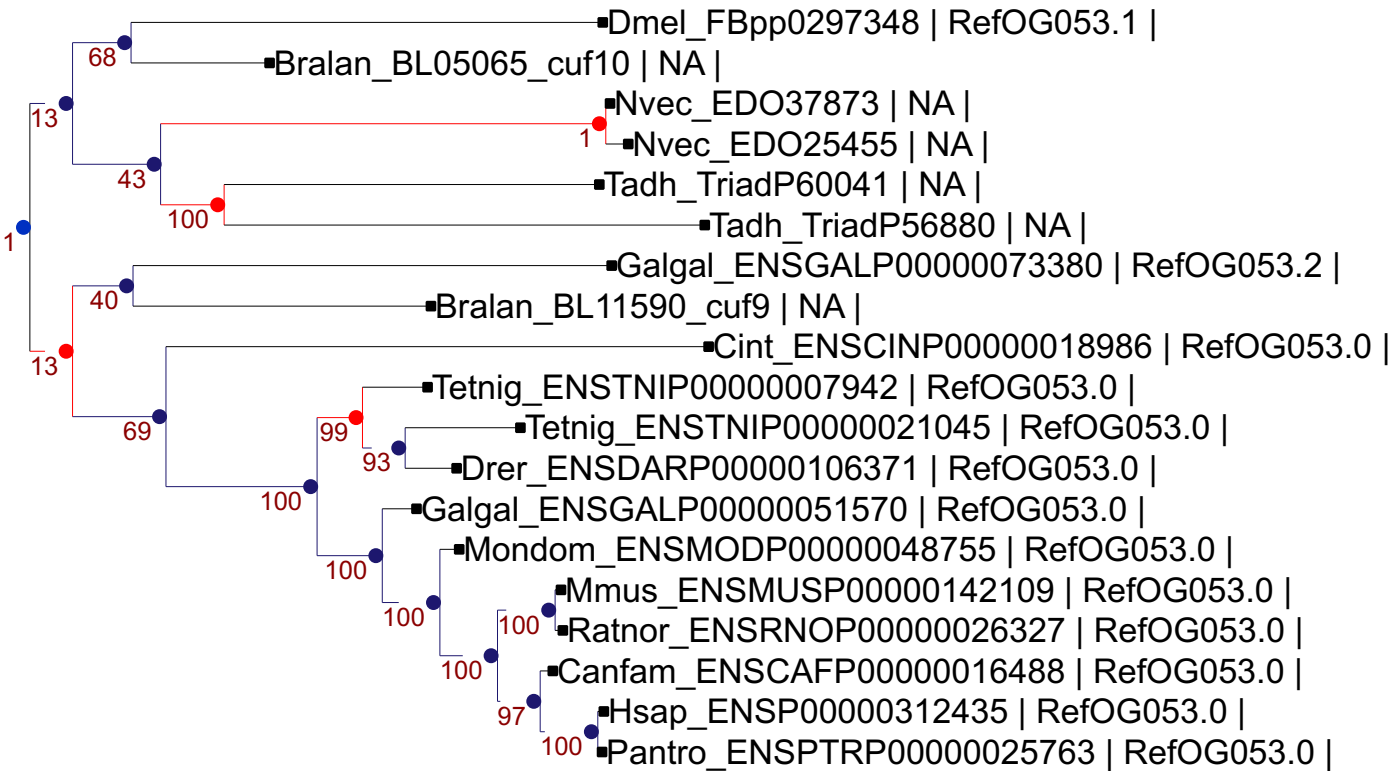 Dmel_FBpp0297348 | RefOG053.1 |
68
Bralan_BL05065_cuf10 | NA |
13
Nvec_EDO37873 | NA |
1
Nvec_EDO25455 | NA |
43
Tadh_TriadP60041 | NA |
100
Tadh_TriadP56880 | NA |
1
Galgal_ENSGALP00000073380 | RefOG053.2 |
40
Bralan_BL11590_cuf9 | NA |
13
Cint_ENSCINP00000018986 | RefOG053.0 |
69
Tetnig_ENSTNIP00000007942 | RefOG053.0 |
99
Tetnig_ENSTNIP00000021045 | RefOG053.0 |
93
Drer_ENSDARP00000106371 | RefOG053.0 |
100
Galgal_ENSGALP00000051570 | RefOG053.0 |
100
Mondom_ENSMODP00000048755 | RefOG053.0 |
100
Mmus_ENSMUSP00000142109 | RefOG053.0 |
100
Ratnor_ENSRNOP00000026327 | RefOG053.0 |
100
Canfam_ENSCAFP00000016488 | RefOG053.0 |
97
Hsap_ENSP00000312435 | RefOG053.0 |
100
Pantro_ENSPTRP00000025763 | RefOG053.0 |